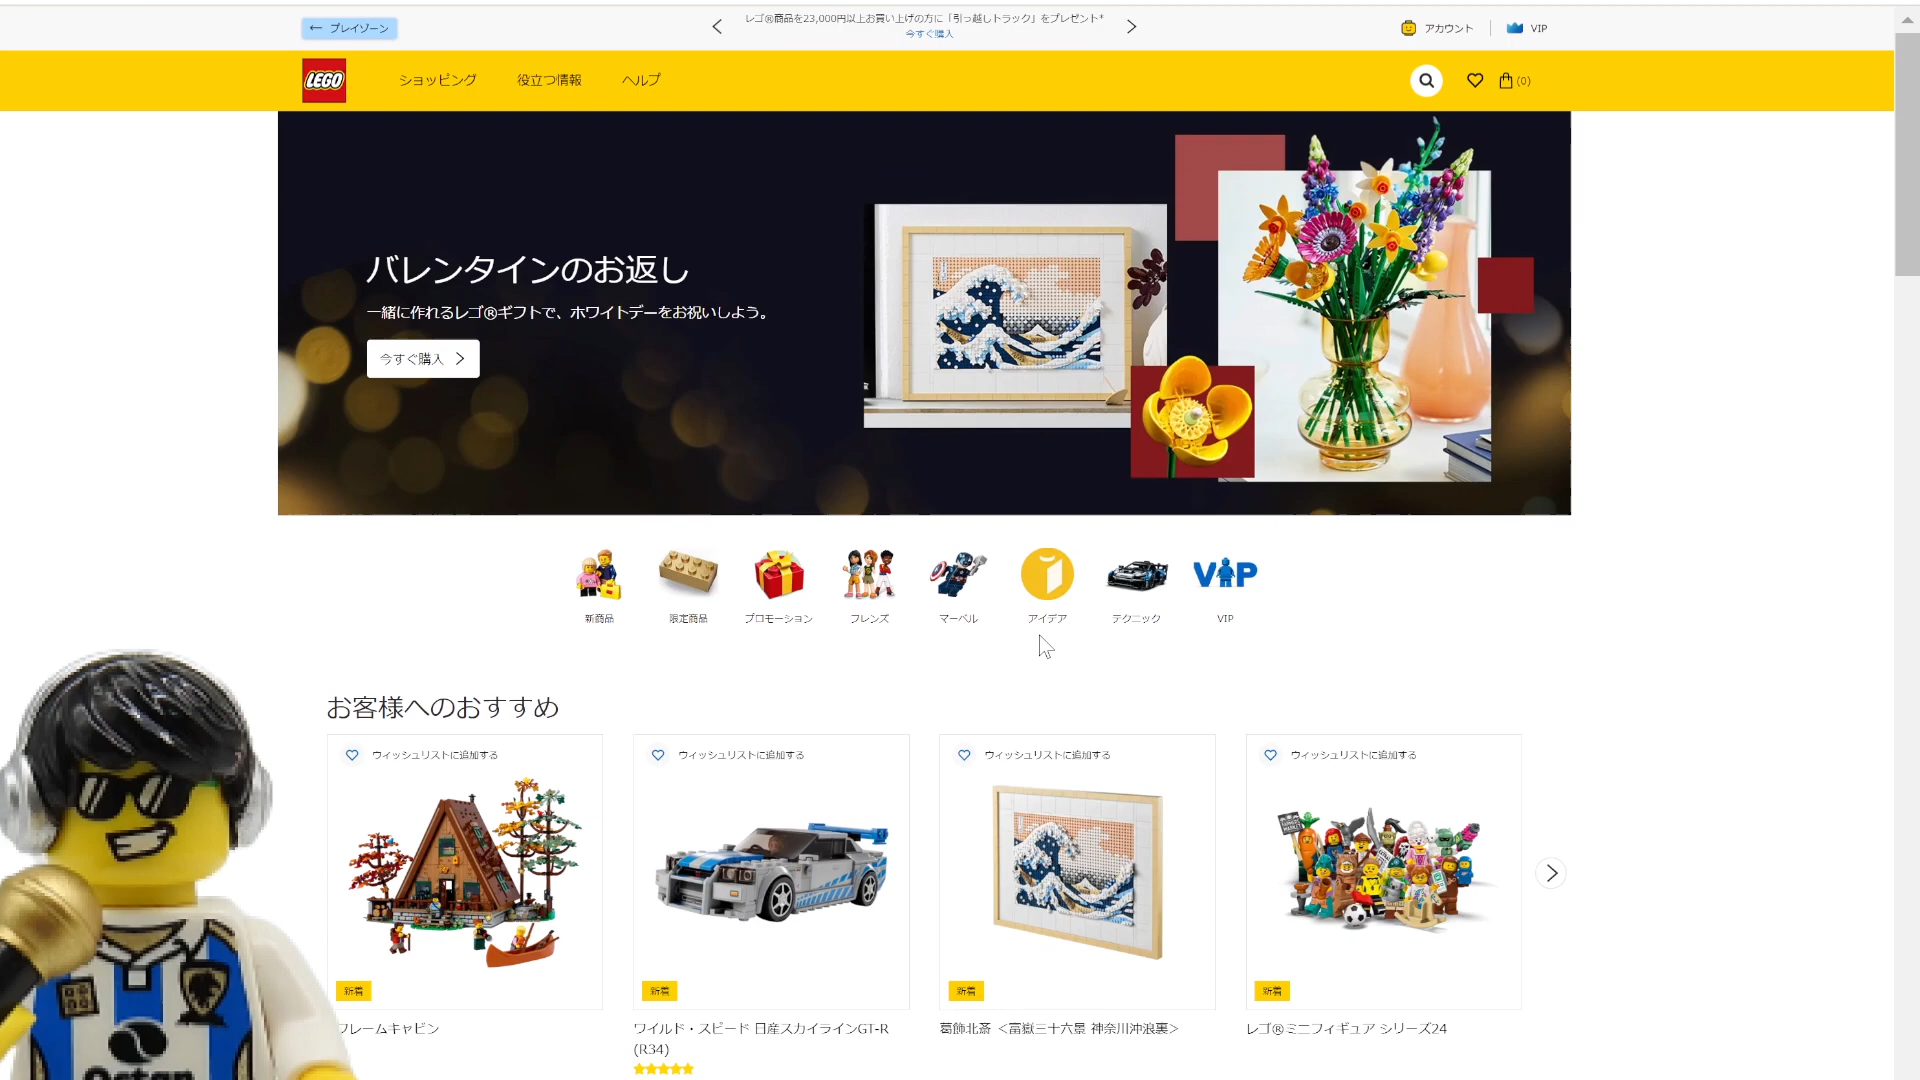 ← プレイゾーン
レゴ®商品を23,000円以上お買い上げの方に「引っ越しトラック」をプレゼント*
今すぐ購入
アカウント
VIP
LEGO
ショッピング
役立つ情報
ヘルプ
(0)
バレンタインのお返し
一緒に作れるレゴ®ギフトで、ホワイトデーをお祝いしよう。
今すぐ購入
新商品
限定商品
プロモーション
フレンズ
マーベル
アイデア
テクニック
VIP
VIP
お客様へのおすすめ
ウィッシュリストに追加する
ウィッシュリストに追加する
ウィッシュリストに追加する
ウィッシュリストに追加する
新着
新着
新着
新着
フレームキャビン
ワイルド・スピード 日産スカイラインGT-R
(R34)
葛飾北斎 <富嶽三十六景 神奈川沖浪裏>
レゴ®ミニフィギュア シリーズ24
Octan